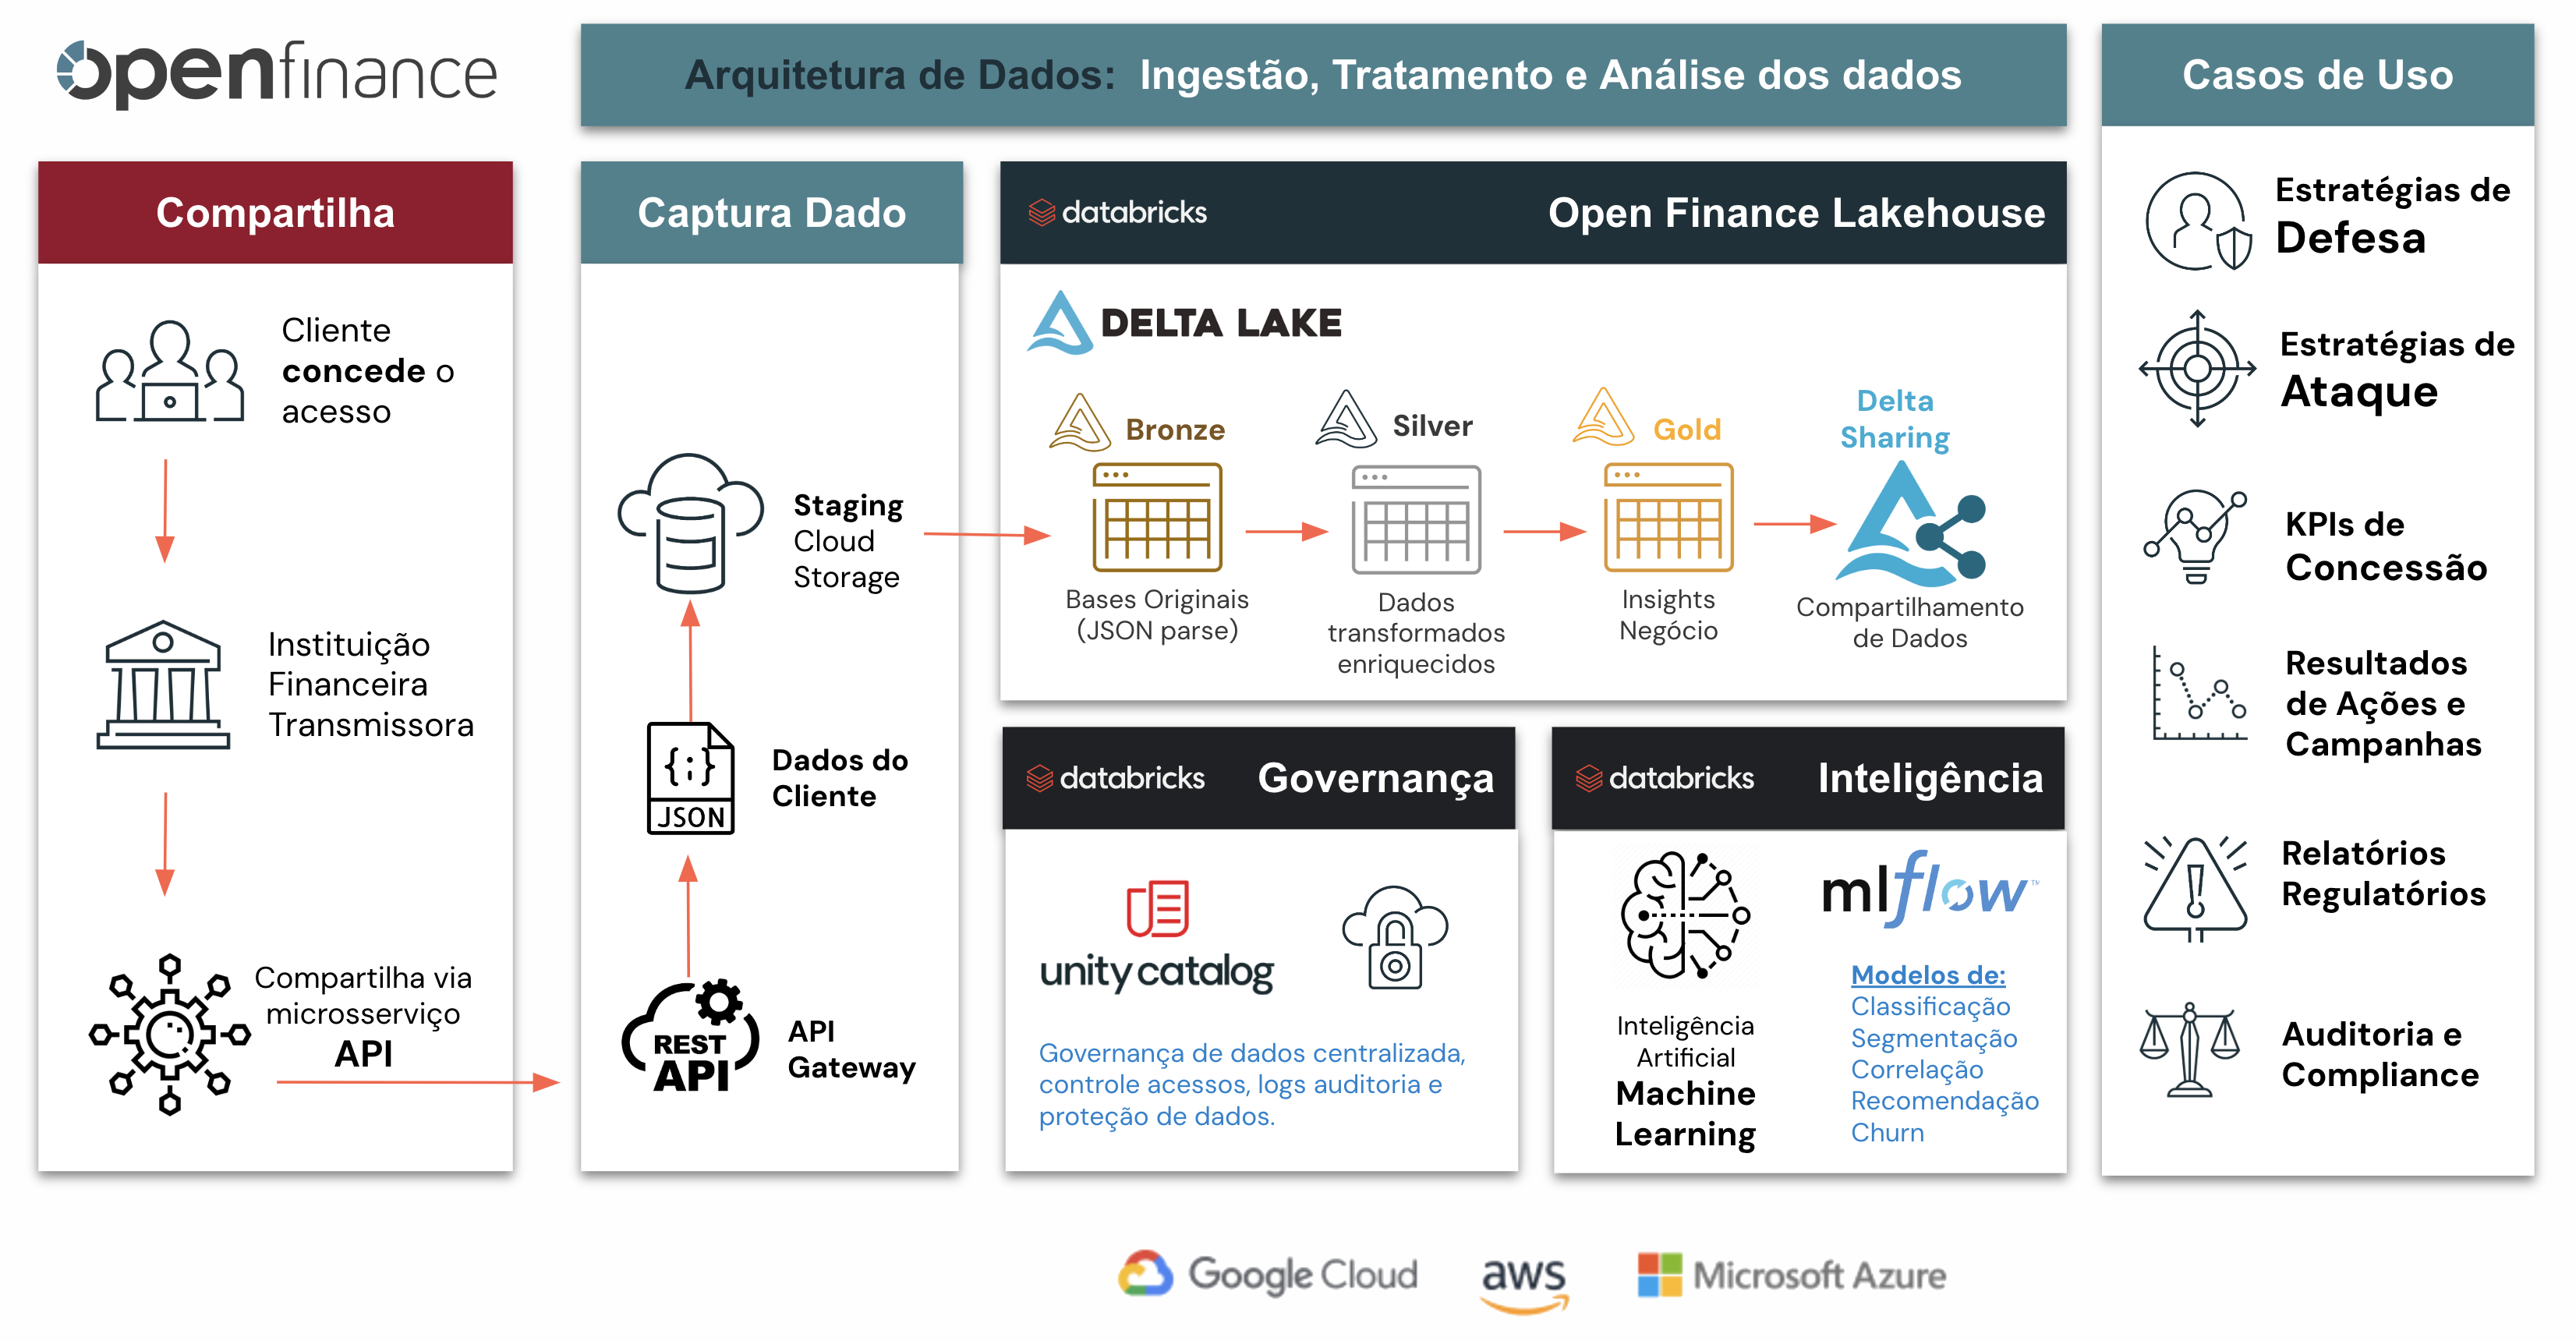 openfinance
Arquitetura de Dados: Ingestão, Tratamento e Análise dos dados
Casos de Uso
Compartilha
Cliente
concede o
acesso
Instituição
Financeira
Transmissora
Compartilha via
microsserviço
API
Captura Dado
Staging
Cloud
Storage
{;}
JSON
Dados do
Cliente
REST
API
API
Gateway
databricks
Open Finance Lakehouse
DELTA LAKE
Bronze
Bases Originais
(JSON parse)
Silver
Dados
transformados
enriquecidos
Gold
Insights
Negócio
Delta
Sharing
Compartilhamento
de Dados
databricks
Governança
unity catalog
Governança de dados centralizada,
controle acessos, logs auditoria e
proteção de dados.
databricks
Inteligência
Inteligência
Artificial
Machine
Learning
mlflow™
Modelos de:
Classificação
Segmentação
Correlação
Recomendação
Churn
Estratégias de
Defesa
Estratégias de
Ataque
KPIs de
Concessão
Resultados
de Ações e
Campanhas
Relatórios
Regulatórios
Auditoria e
Compliance
Google Cloud
aws
Microsoft Azure